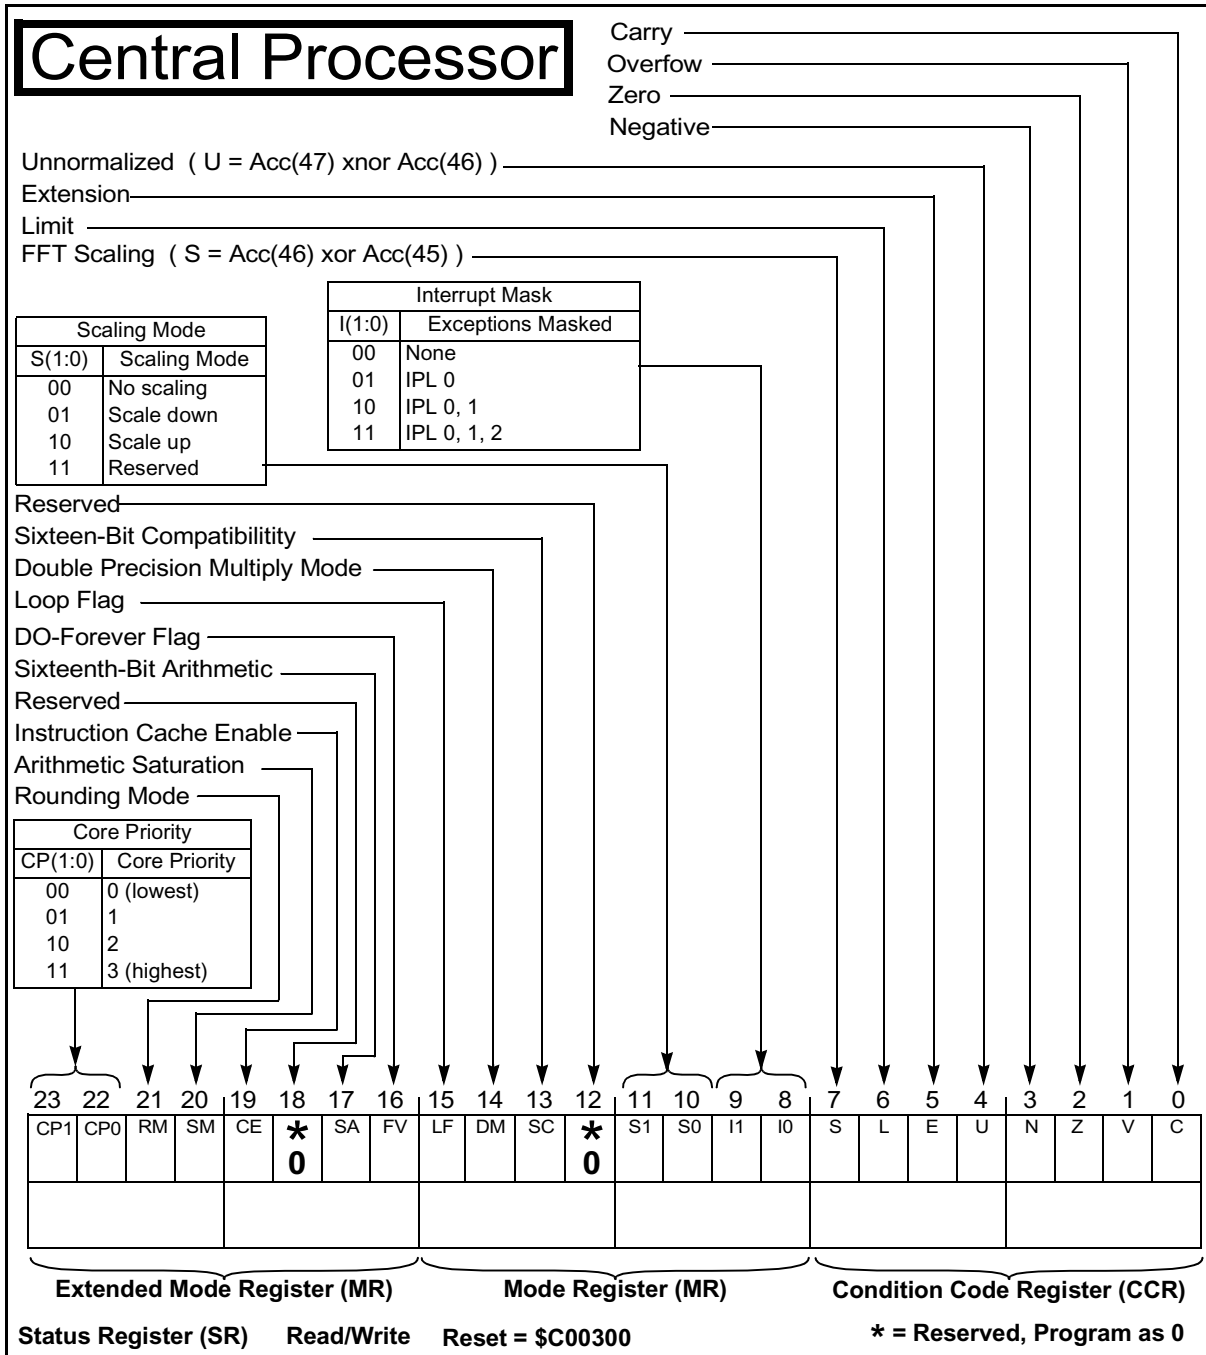 Central Processor
Carry
Overfow
Zero
Negative
Unnormalized ( U = Acc(47) xnor Acc(46) )
Extension
Limit
FFT Scaling ( S = Acc(46) xor Acc(45) )
Interrupt Mask
I(1:0) Exceptions Masked
00 None
01 IPL 0
10 IPL 0, 1
11 IPL 0, 1, 2
Scaling Mode
S(1:0) Scaling Mode
00 No scaling
01 Scale down
10 Scale up
11 Reserved
Reserved
Sixteen-Bit Compatibilitity
Double Precision Multiply Mode
Loop Flag
DO-Forever Flag
Sixteenth-Bit Arithmetic
Reserved
Instruction Cache Enable
Arithmetic Saturation
Rounding Mode
Core Priority
CP(1:0) Core Priority
00 0 (lowest)
01 1
10 2
11 3 (highest)
23 22 21 20 19 18 17 16 15 14 13 12 11 10 9 8 7 6 5 4 3 2 1 0
CP1 CP0 RM SM CE * SA FV LF DM SC * S1 S0 I1 I0 S L E U N Z V C
0 0
Extended Mode Register (MR) Mode Register (MR) Condition Code Register (CCR)
Status Register (SR) Read/Write Reset = $C00300 * = Reserved, Program as 0